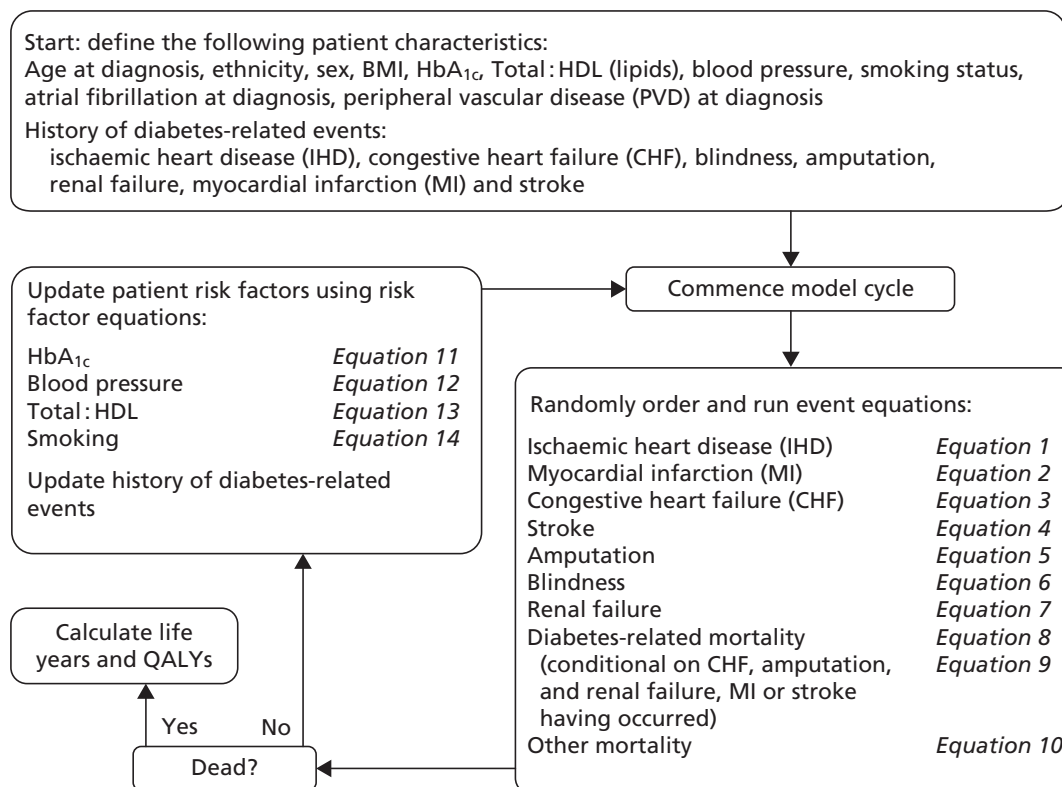 Start: define the following patient characteristics:
Age at diagnosis, ethnicity, sex, BMI, HbA1c, Total : HDL (lipids), blood pressure, smoking status,
atrial fibrillation at diagnosis, peripheral vascular disease (PVD) at diagnosis
History of diabetes-related events:
ischaemic heart disease (IHD), congestive heart failure (CHF), blindness, amputation,
renal failure, myocardial infarction (MI) and stroke
Commence model cycle
Randomly order and run event equations:
Ischaemic heart disease (IHD) Equation 1
Myocardial infarction (MI) Equation 2
Congestive heart failure (CHF) Equation 3
Stroke Equation 4
Amputation Equation 5
Blindness Equation 6
Renal failure Equation 7
Diabetes-related mortality Equation 8
(conditional on CHF, amputation, Equation 9
and renal failure, MI or stroke
having occurred)
Other mortality Equation 10
Dead?
Yes
No
Calculate life
years and QALYs
Update patient risk factors using risk
factor equations:
HbA1c Equation 11
Blood pressure Equation 12
Total : HDL Equation 13
Smoking Equation 14
Update history of diabetes-related
events